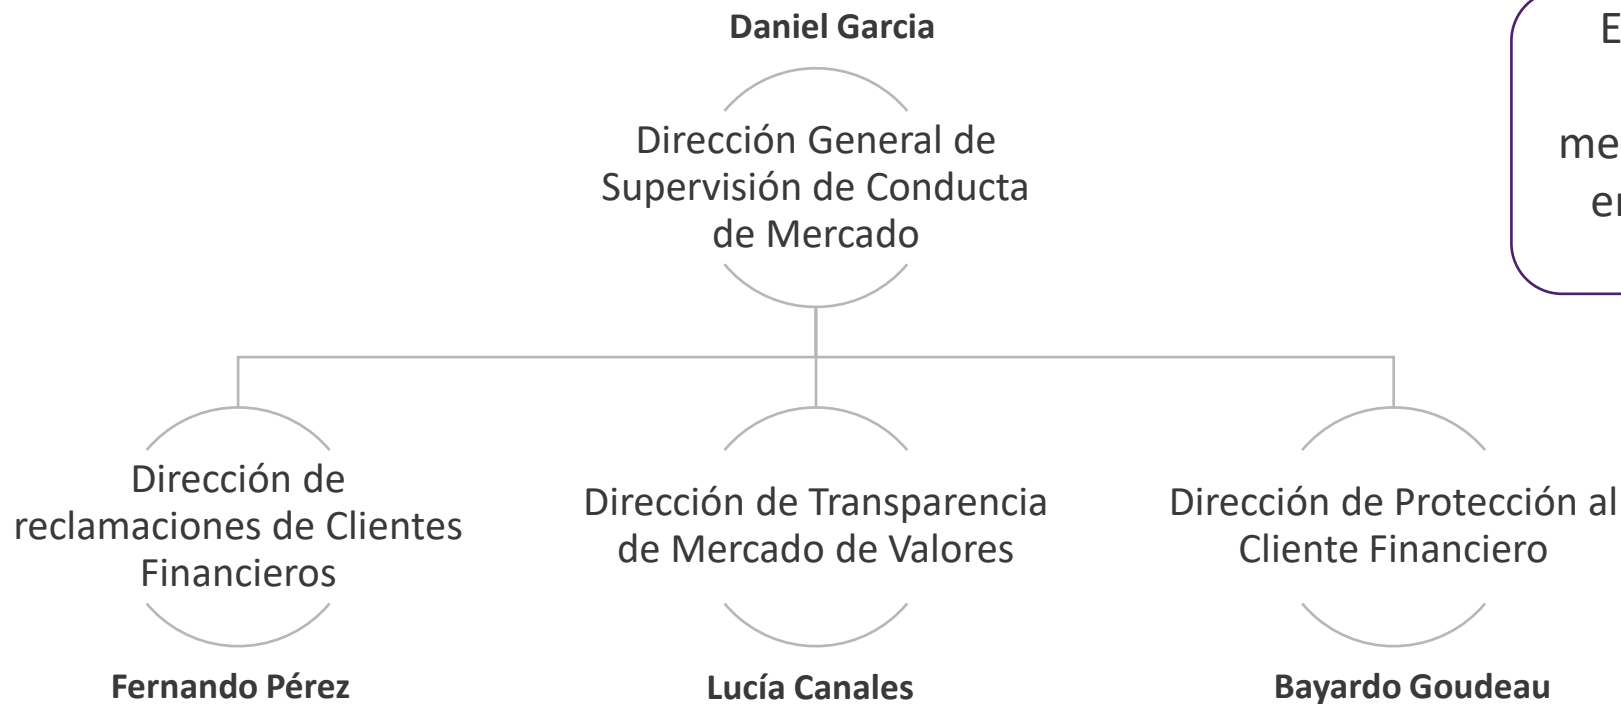 Daniel Garcia
Dirección General de
Supervisión de Conducta
de Mercado
Dirección de
reclamaciones de Clientes
Financieros
Dirección de Transparencia
de Mercado de Valores
Dirección de Protección al
Cliente Financiero
Fernando Pérez
Lucía Canales
Bayardo Goudeau